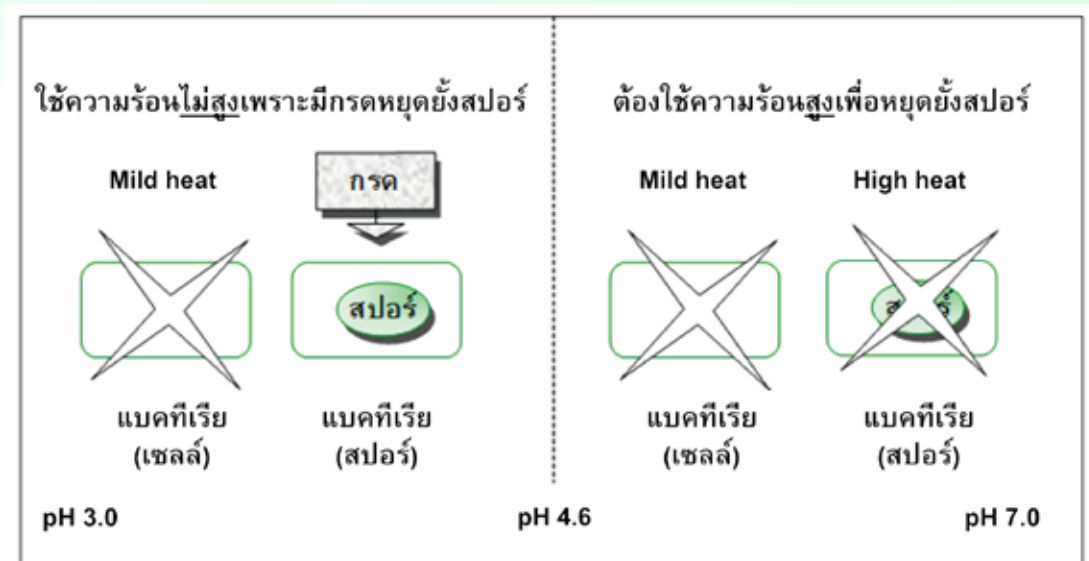 ใช้ความร้อนไม่สูงเพราะมีกรดหยุดยั้งสปอร์
Mild heat
กรด
สปอร์
แบคทีเรีย
(เซลล์)
แบคทีเรีย
(สปอร์)
ต้องใช้ความร้อนสูงเพื่อหยุดยั้งสปอร์
Mild heat
High heat
สปอร์
แบคทีเรีย
(เซลล์)
แบคทีเรีย
(สปอร์)
pH 3.0
pH 4.6
pH 7.0